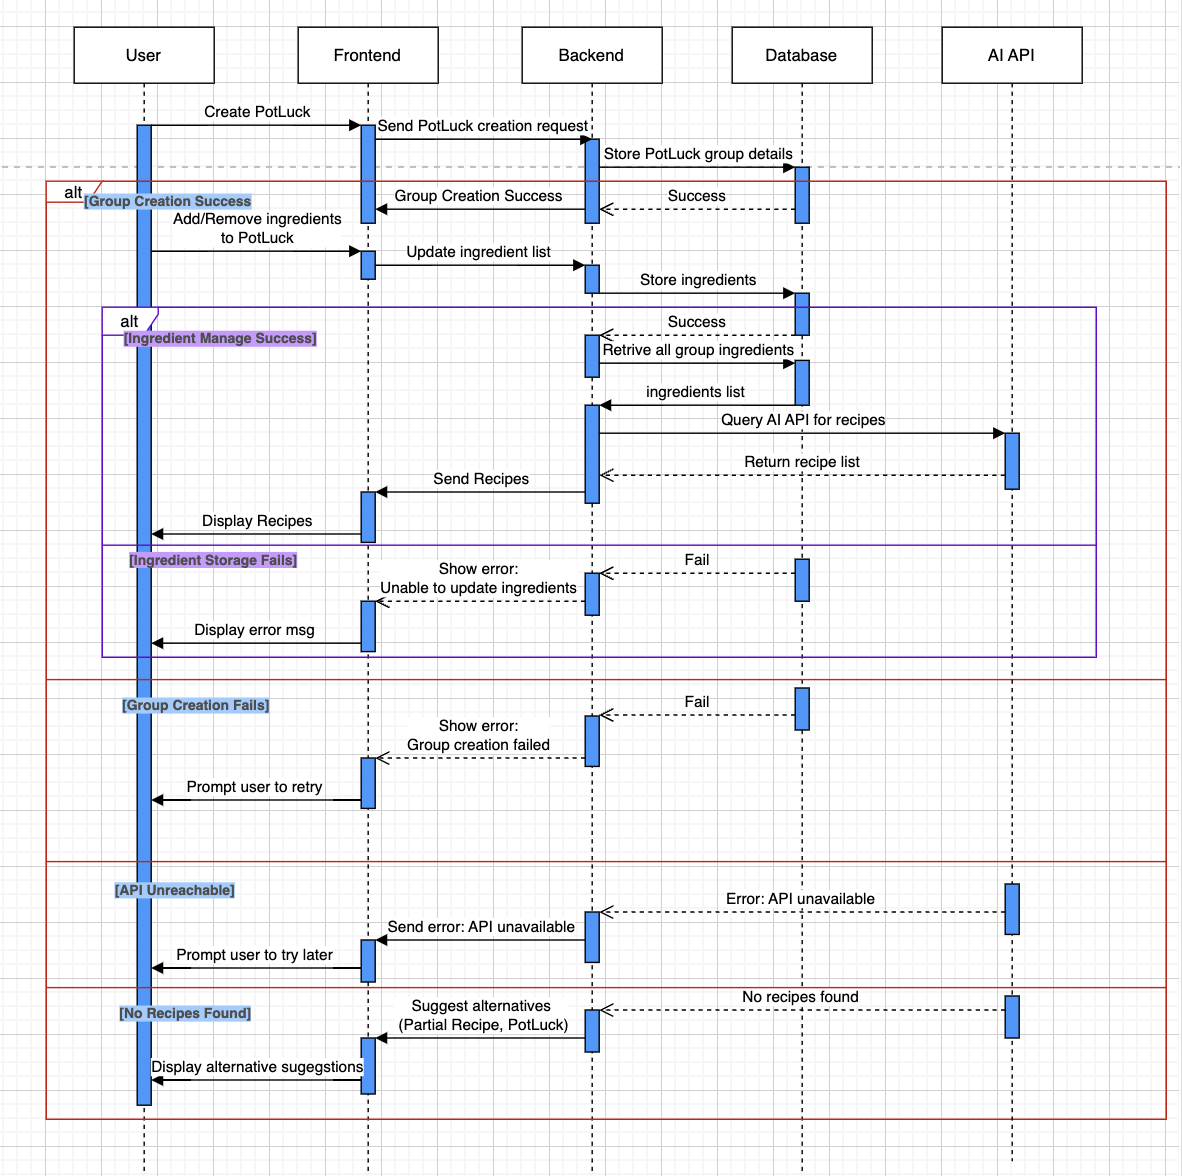 User
Frontend
Backend
Database
AI API
Create PotLuck
Send PotLuck creation request
Store PotLuck group details
alt
[Group Creation Success
Group Creation Success
Success
Add/Remove ingredients
to PotLuck
Update ingredient list
Store ingredients
alt
[Ingredient Manage Success]
Success
Retrive all group ingredients
ingredients list
Query AI API for recipes
Return recipe list
Send Recipes
Display Recipes
[Ingredient Storage Fails]
Fail
Show error:
Unable to update ingredients
Display error msg
[Group Creation Fails]
Fail
Show error:
Group creation failed
Prompt user to retry
[API Unreachable]
Error: API unavailable
Send error: API unavailable
Prompt user to try later
No recipes found
[No Recipes Found]
Suggest alternatives
(Partial Recipe, PotLuck)
Display alternative sugegstions